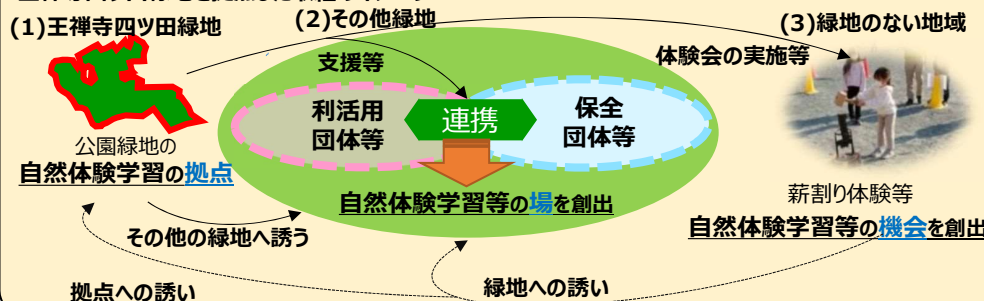 (1)王禅寺四ツ田緑地
(2)その他緑地
(3)緑地のない地域
支援等
体験会の実施等
利活用
団体等
連携
保全
団体等
公園緑地の
自然体験学習の拠点
自然体験学習等の場を創出
薪割り体験等
自然体験学習等の機会を創出
その他の緑地へ誘う
拠点への誘い
緑地への誘い